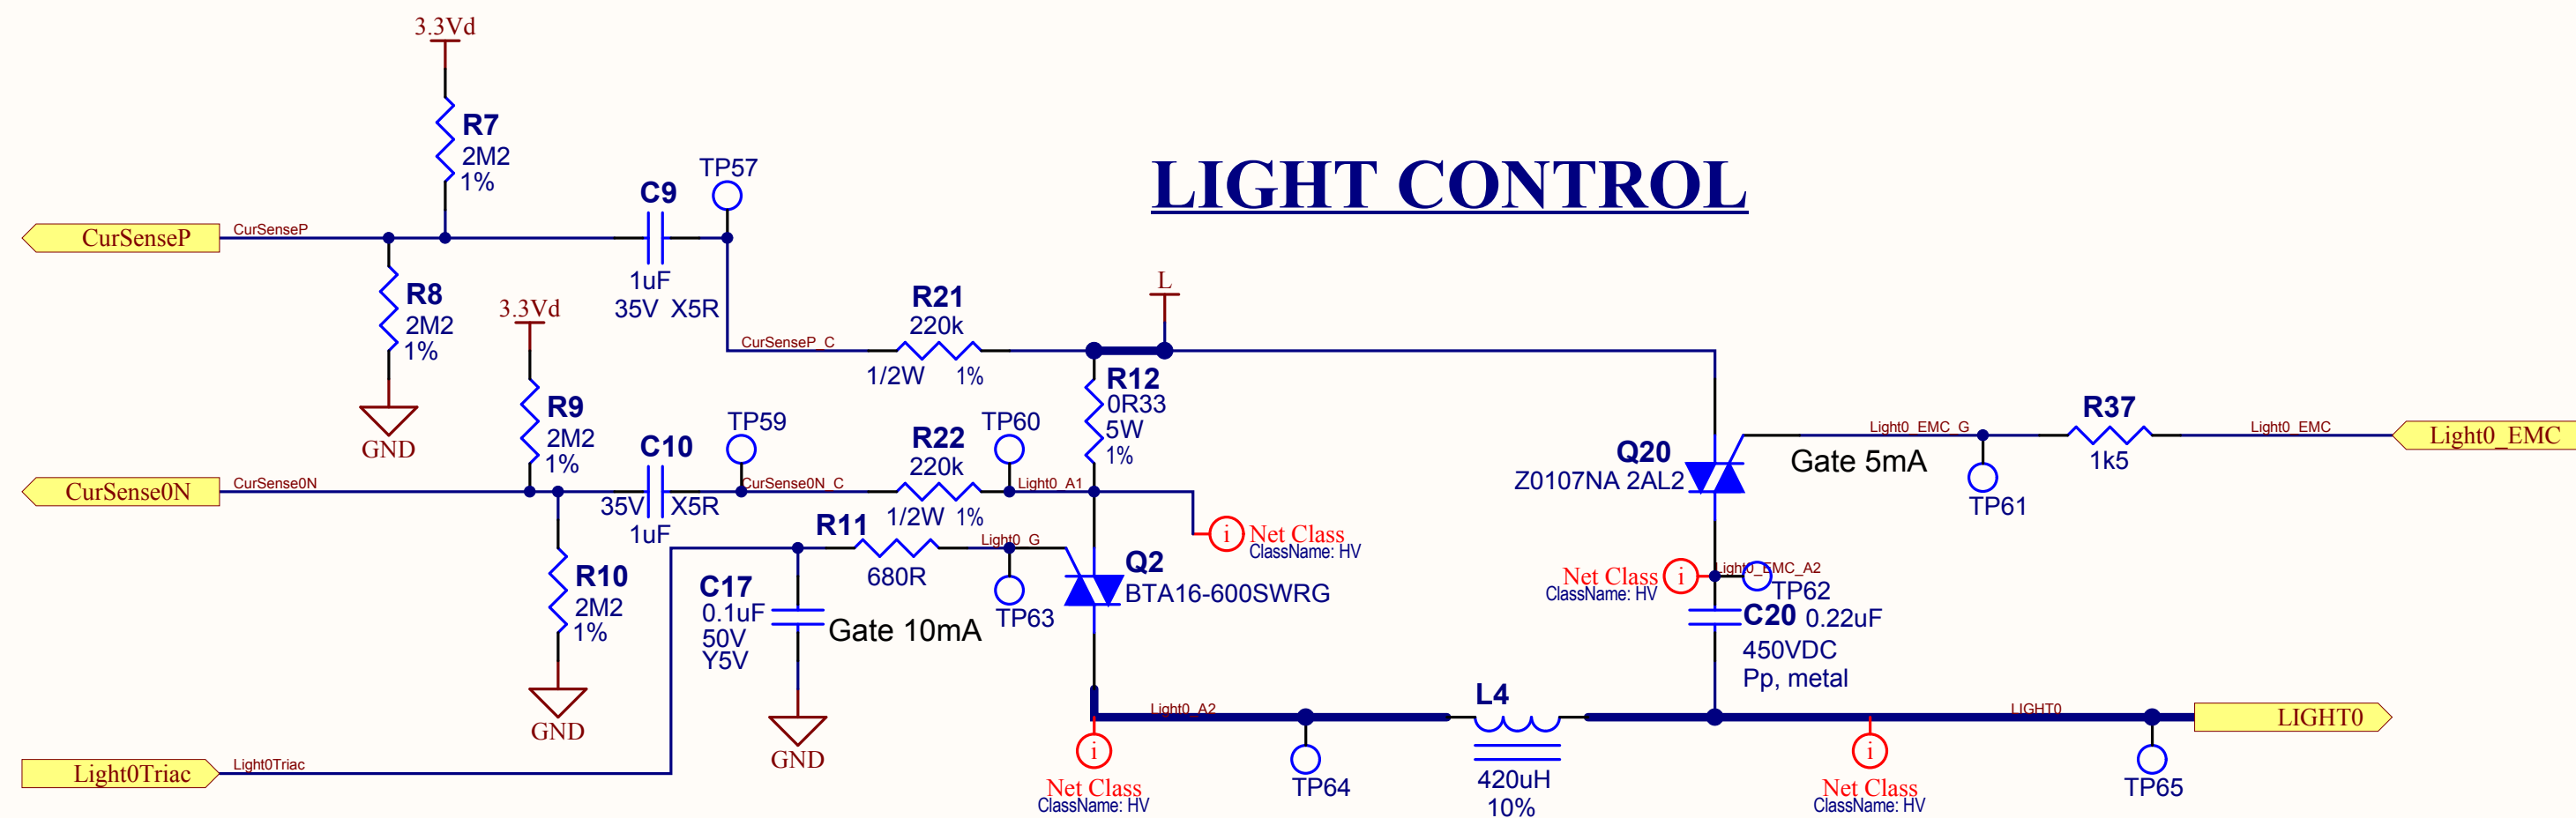 3.3Vd
R7
2M2
1%
TP57
C9
LIGHT CONTROL
CurSenseP
CurSenseP
1uF
35V X5R
R8
2M2
1%
GND
3.3Vd
L
R21
220k
CurSenseP_C
1/2W 1%
R12
0R33
5W
1%
R9
2M2
1%
C10
TP59
R22
220k
TP60
Light0_EMC_G
R37
1k5
Light0_EMC
Light0_EMC
Q20
Z0107NA 2AL2
Gate 5mA
TP61
CurSense0N
CurSense0N
35V X5R
1uF
CurSense0N_C
1/2W 1%
Light0_A1
Net Class
ClassName: HV
R11
680R
Light0_G
TP63
Q2
BTA16-600SWRG
R10
2M2
1%
GND
C17
0.1uF
50V
Y5V
Gate 10mA
GND
Net Class
ClassName: HV
Light0_EMC_A2
TP62
C20 0.22uF
450VDC
Pp, metal
Light0Triac
Light0Triac
Light0_A2
Net Class
ClassName: HV
TP64
L4
420uH
10%
LIGHT0
LIGHT0
Net Class
ClassName: HV
TP65
i
i
i
i